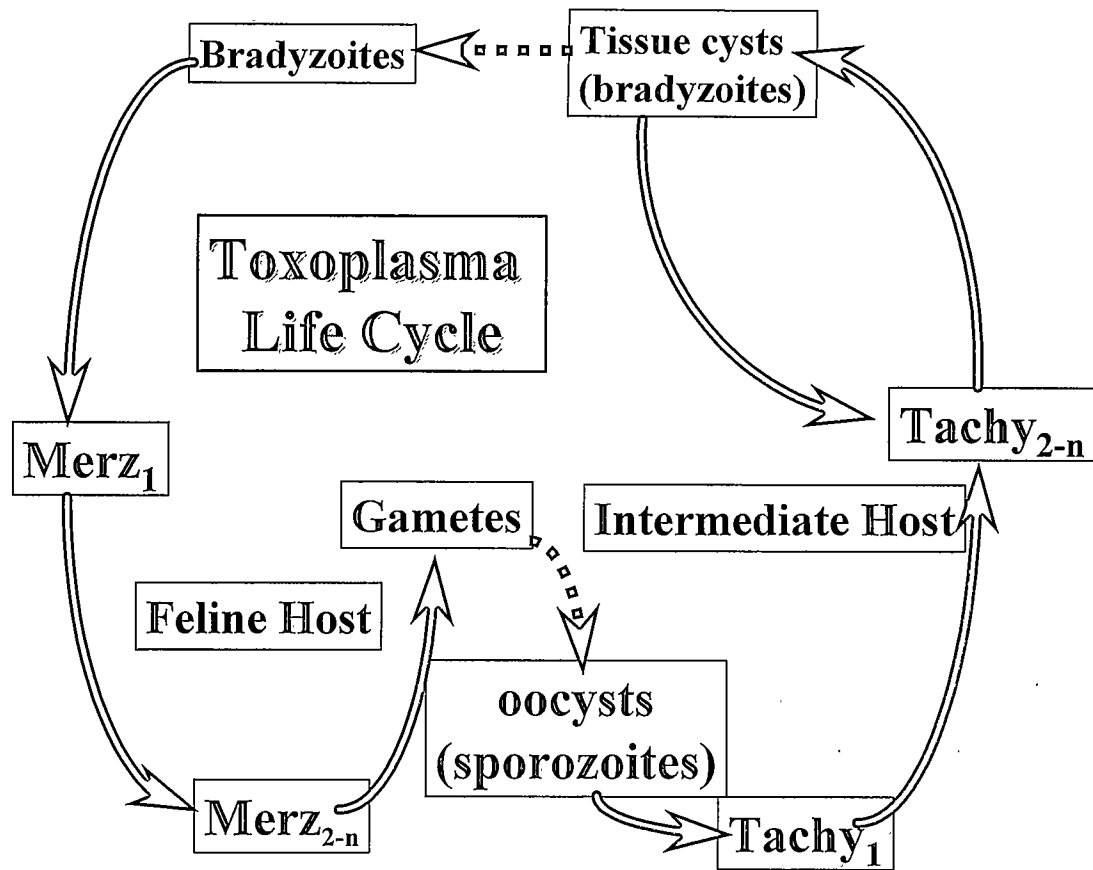 Bradyzoites
Tissue cysts
(bradyzoites)
Toxoplasma
Life Cycle
Merz₁
Tachy₂₋ₙ
Gametes
Intermediate Host
Feline Host
oocysts
(sporozoites)
Merz₂₋ₙ
Tachy₁